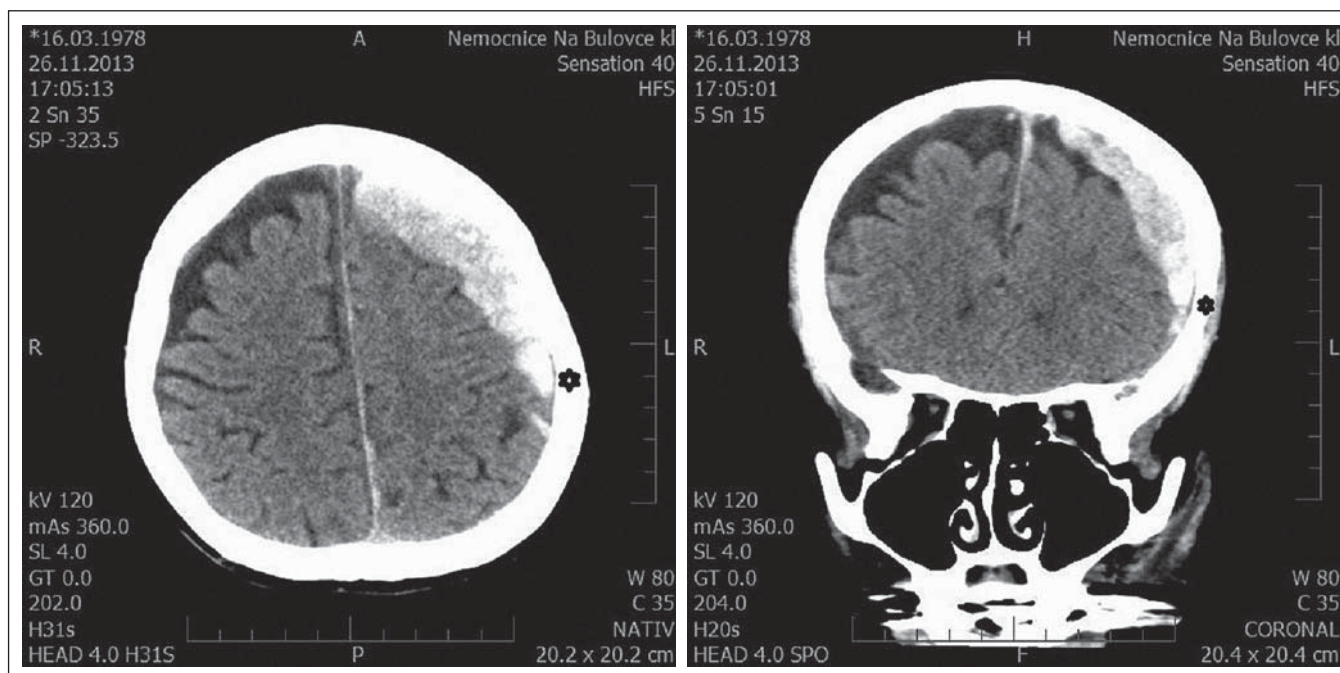 *16.03.1978
26.11.2013
17:05:13
2 Sn 35
SP -323.5
A
Nemocnice Na Bulovce kl
Sensation 40
HFS
R
L
kV 120
mAs 360.0
SL 4.0
GT 0.0
202.0
H31s
HEAD 4.0 H31S
P
W 80
C 35
NATIV
20.2 x 20.2 cm
*16.03.1978
26.11.2013
17:05:01
5 Sn 15
H
Nemocnice Na Bulovce kl
Sensation 40
HFS
R
L
kV 120
mAs 360.0
SL 4.0
GT 0.0
204.0
H20s
HEAD 4.0 SPO
F
W 80
C 35
CORONAL
20.4 x 20.4 cm